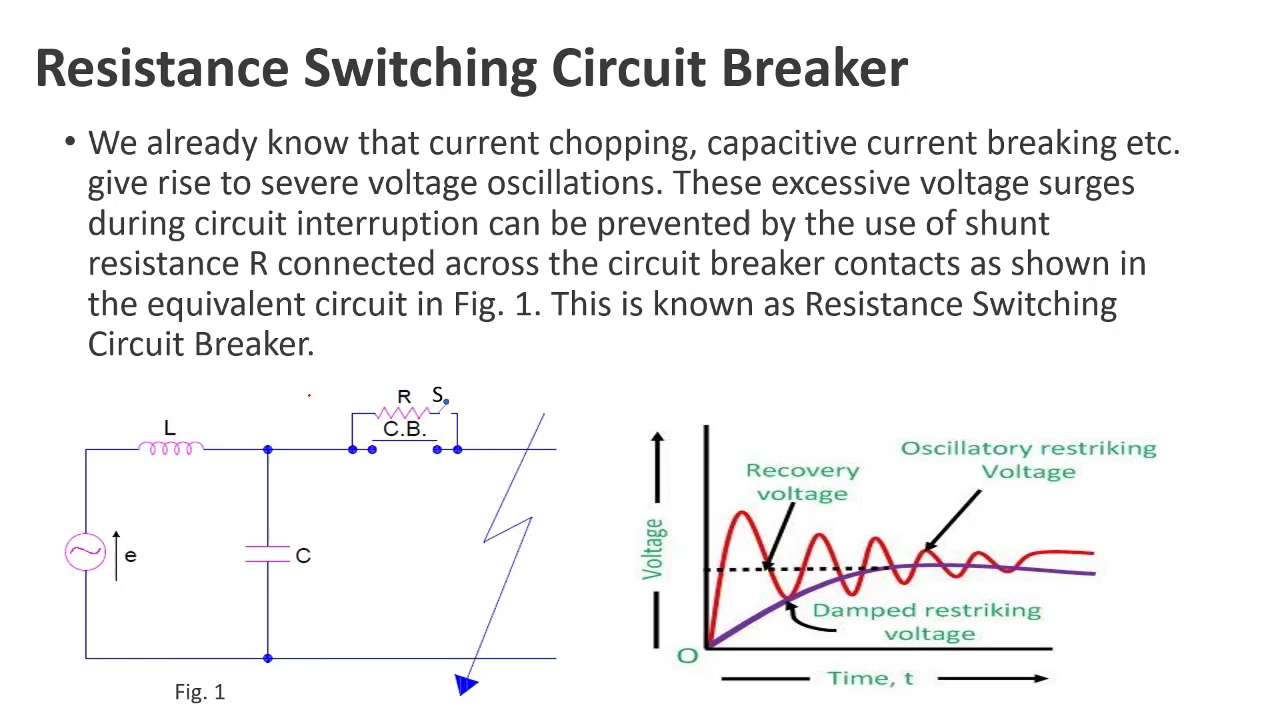 Resistance Switching Circuit Breaker
• We already know that current chopping, capacitive current breaking etc.
give rise to severe voltage oscillations. These excessive voltage surges
during circuit interruption can be prevented by the use of shunt
resistance R connected across the circuit breaker contacts as shown in
the equivalent circuit in Fig. 1. This is known as Resistance Switching
Circuit Breaker.
R S
C.B.
L
e
C
Fig. 1
Oscillatory restriking
Voltage
Recovery
voltage
Voltage
Damped restriking
voltage
O
Time, t